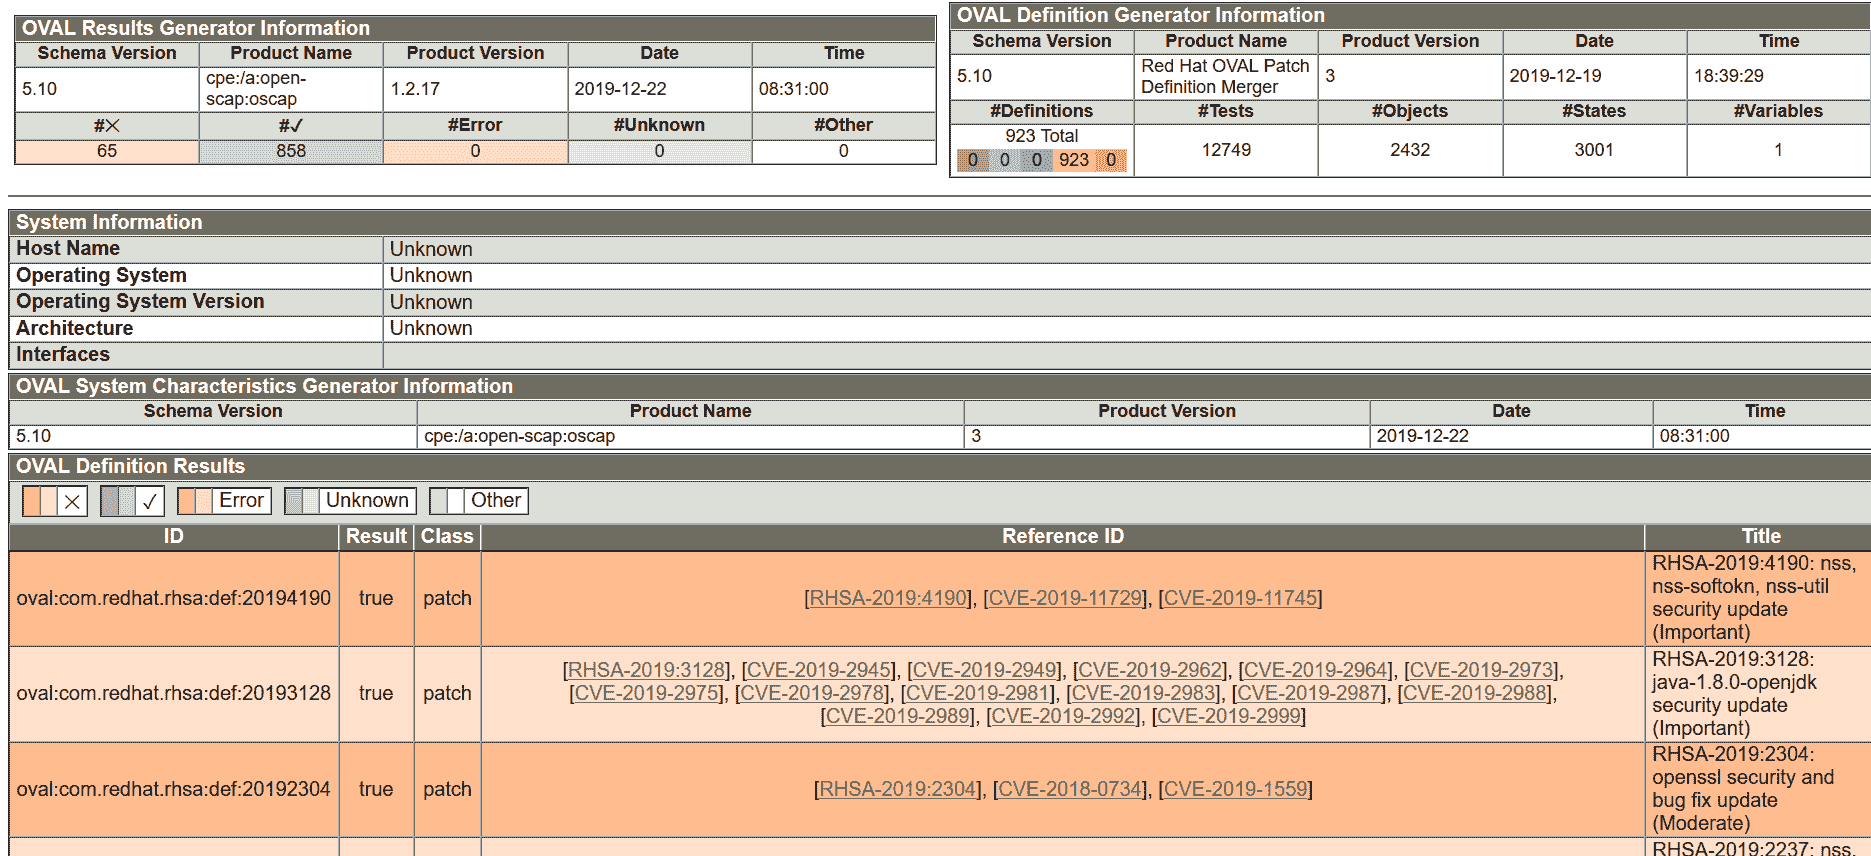 OVAL Results Generator Information
Schema Version Product Name Product Version Date Time
5.10 cpe:/a:open-scap:oscap 1.2.17 2019-12-22 08:31:00
#✕ #✓ #Error #Unknown #Other
65 858 0 0 0
OVAL Definition Generator Information
Schema Version Product Name Product Version Date Time
5.10 Red Hat OVAL Patch Definition Merger 3 2019-12-19 18:39:29
#Definitions #Tests #Objects #States #Variables
923 Total
0 0 0 923 0 12749 2432 3001 1
System Information
Host Name Unknown
Operating System Unknown
Operating System Version Unknown
Architecture Unknown
Interfaces
OVAL System Characteristics Generator Information
Schema Version Product Name Product Version Date Time
5.10 cpe:/a:open-scap:oscap 3 2019-12-22 08:31:00
OVAL Definition Results
✕ ✓ Error Unknown Other
ID Result Class Reference ID Title
oval:com.redhat.rhsa:def:20194190 true patch [RHSA-2019:4190], [CVE-2019-11729], [CVE-2019-11745]
RHSA-2019:4190: nss,
nss-softokn, nss-util
security update
(Important)
oval:com.redhat.rhsa:def:20193128 true patch
[RHSA-2019:3128], [CVE-2019-2945], [CVE-2019-2949], [CVE-2019-2962], [CVE-2019-2964], [CVE-2019-2973],
[CVE-2019-2975], [CVE-2019-2978], [CVE-2019-2981], [CVE-2019-2983], [CVE-2019-2987], [CVE-2019-2988],
[CVE-2019-2989], [CVE-2019-2992], [CVE-2019-2999]
RHSA-2019:3128:
java-1.8.0-openjdk
security update
(Important)
oval:com.redhat.rhsa:def:20192304 true patch [RHSA-2019:2304], [CVE-2018-0734], [CVE-2019-1559]
RHSA-2019:2304:
openssl security and
bug fix update
(Moderate)
RHSA-2019:2237: nss,